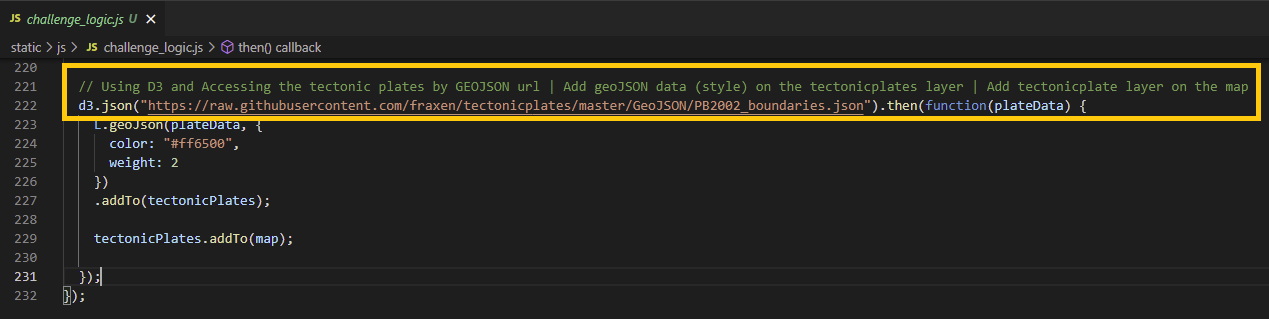 JS challenge_logic.js U ✕
static > js > JS challenge_logic.js > then() callback
220
221 // Using D3 and Accessing the tectonic plates by GEOJSON url | Add geoJSON data (style) on the tectonicplates layer | Add tectonicplate layer on the map
222 d3.json("https://raw.githubusercontent.com/fraxen/tectonicplates/master/GeoJSON/PB2002_boundaries.json").then(function(plateData) {
223 L.geoJson(plateData, {
224 color: "#ff6500",
225 weight: 2
226 })
227 .addTo(tectonicPlates);
228
229 tectonicPlates.addTo(map);
230
231 });
232 });